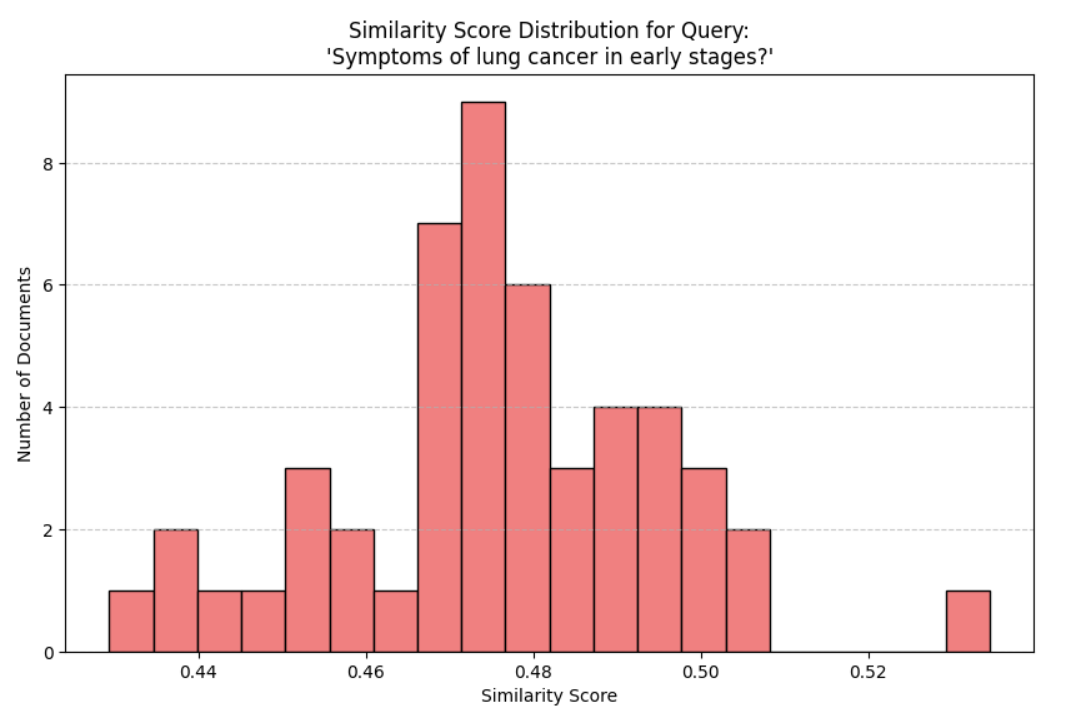 Similarity Score Distribution for Query:
'Symptoms of lung cancer in early stages?'
Number of Documents
8
6
4
2
0
0.44 0.46 0.48 0.50 0.52
Similarity Score